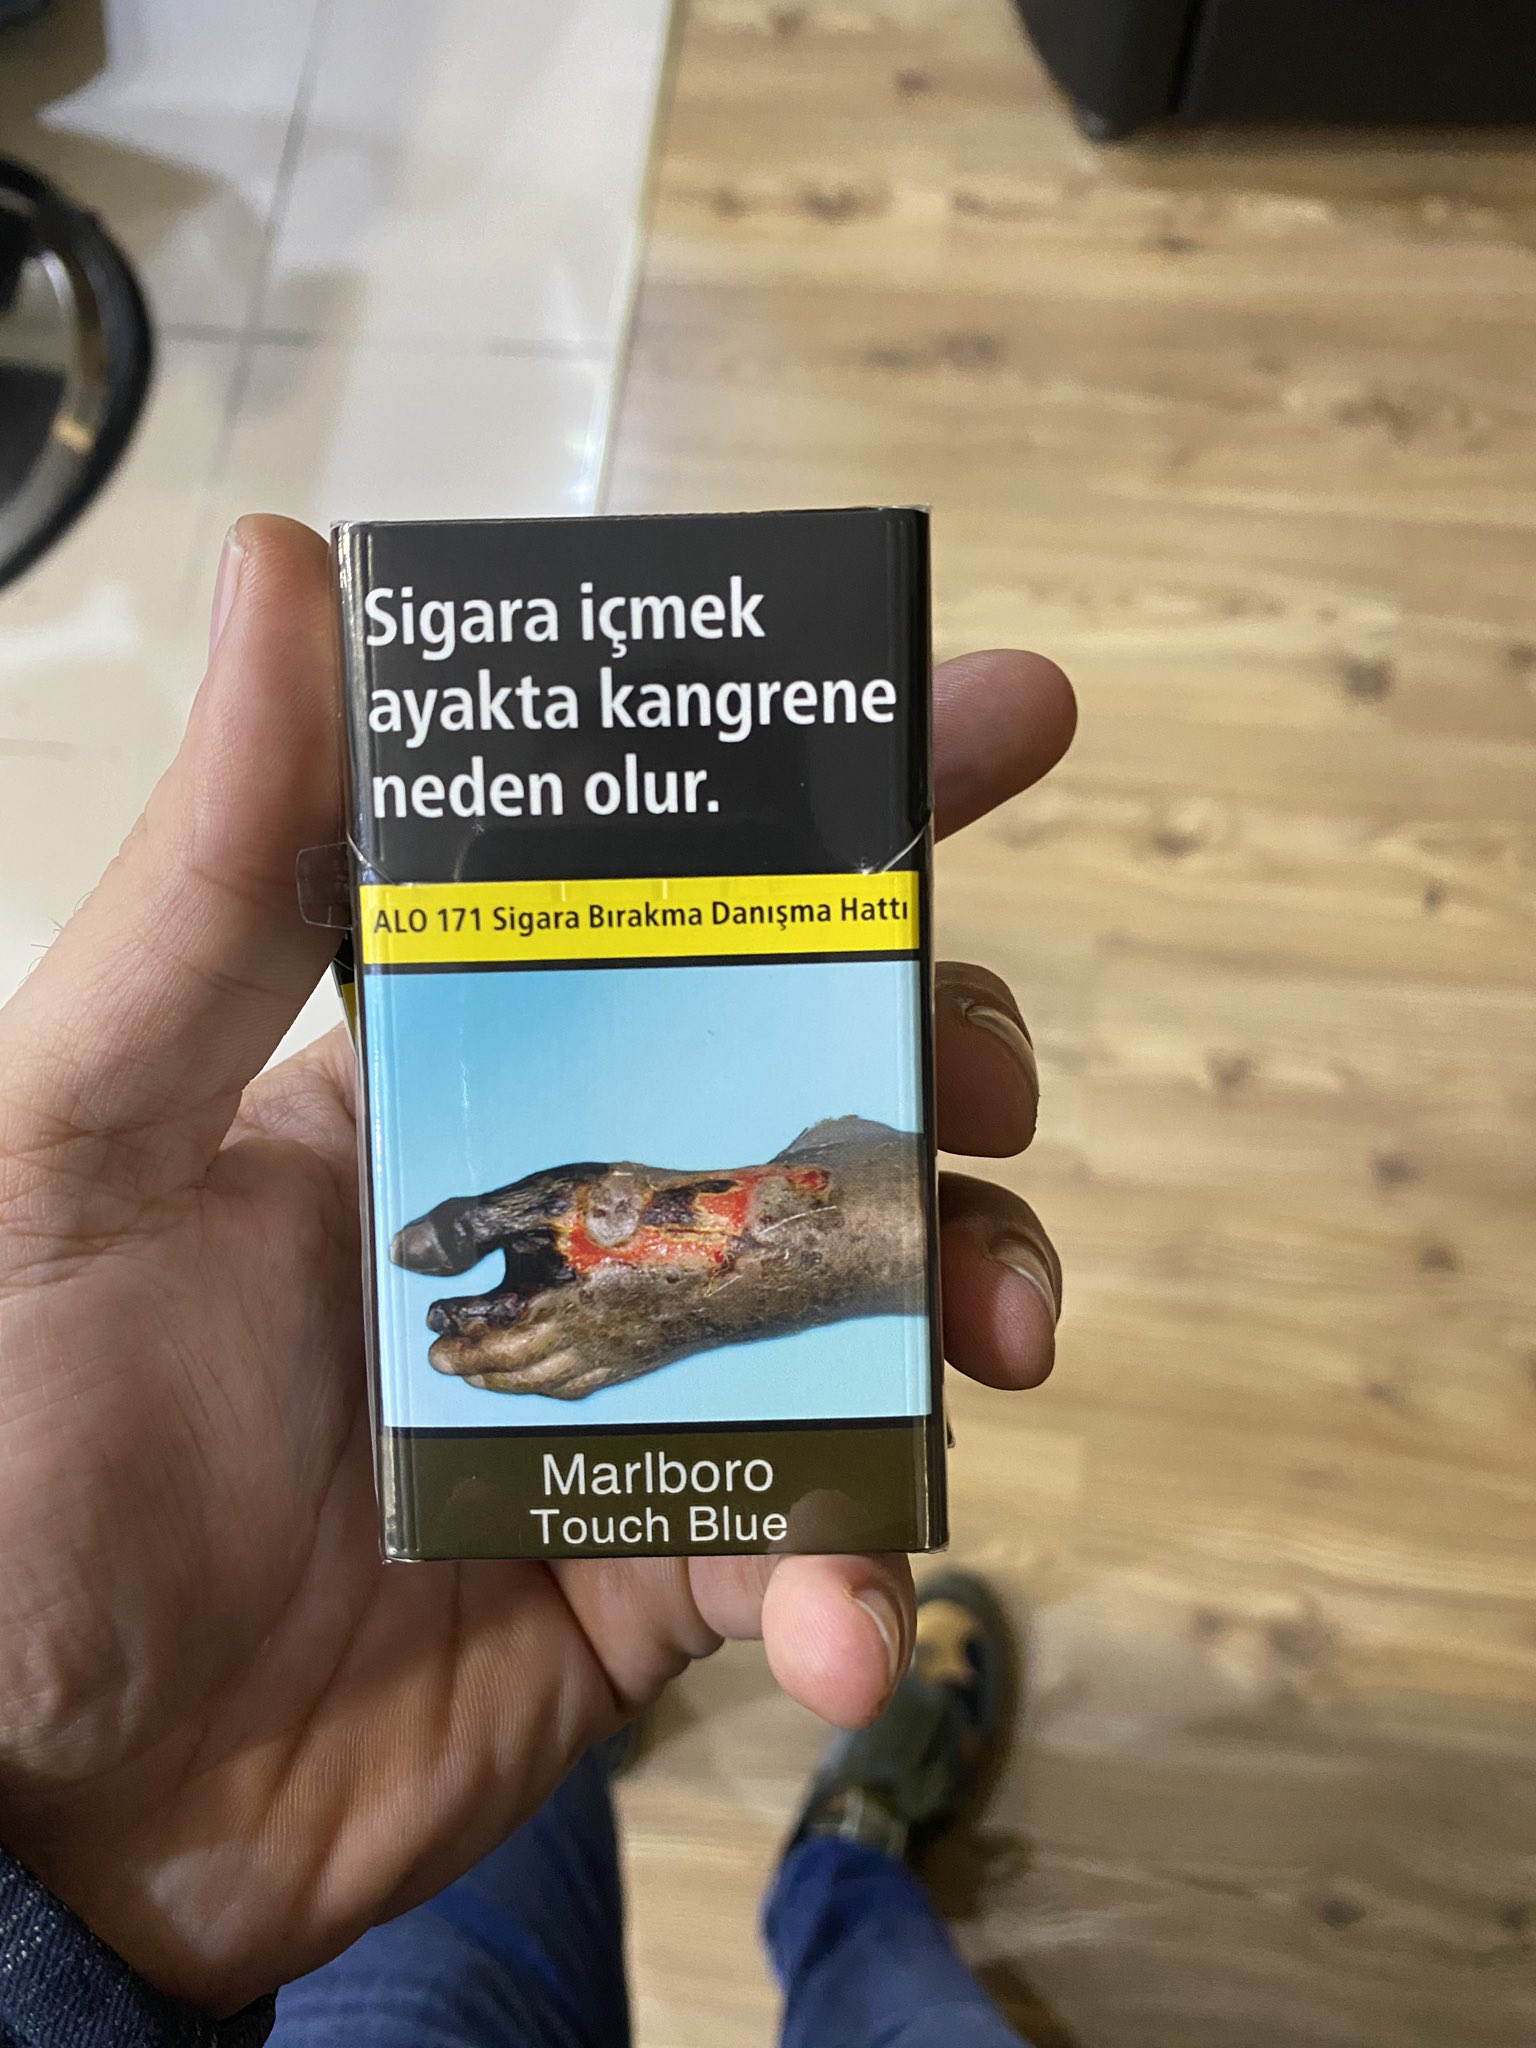 Sigara içmek
ayakta kangrene
neden olur.
ALO 171 Sigara Bırakma Danışma Hattı
Marlboro
Touch Blue